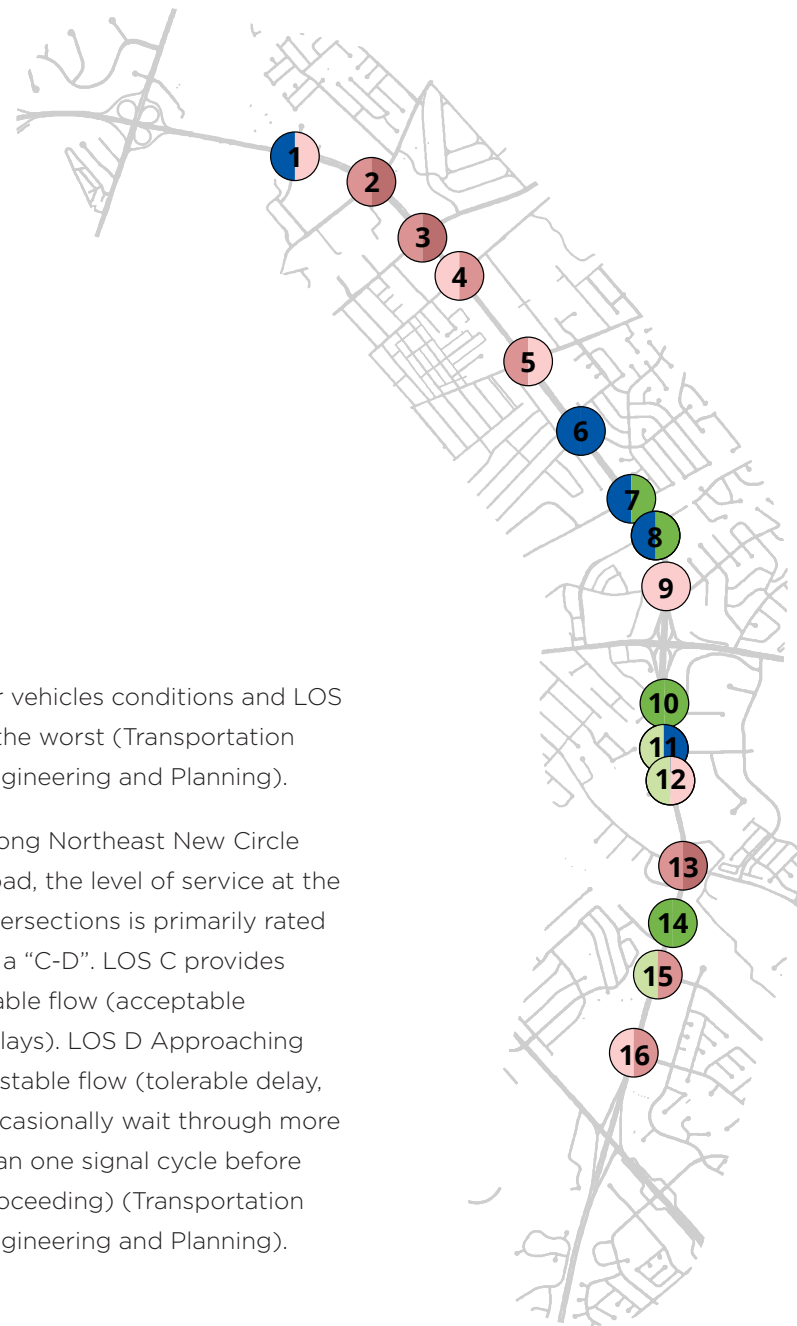 1
2
3
4
5
6
7
8
9
10
11
12
13
14
15
16
r vehicles conditions and LOS
the worst (Transportation
gineering and Planning).
ong Northeast New Circle
oad, the level of service at the
tersections is primarily rated
a “C-D”. LOS C provides
able flow (acceptable
elays). LOS D Approaching
stable flow (tolerable delay,
ccasionally wait through more
an one signal cycle before
oceeding) (Transportation
gineering and Planning).